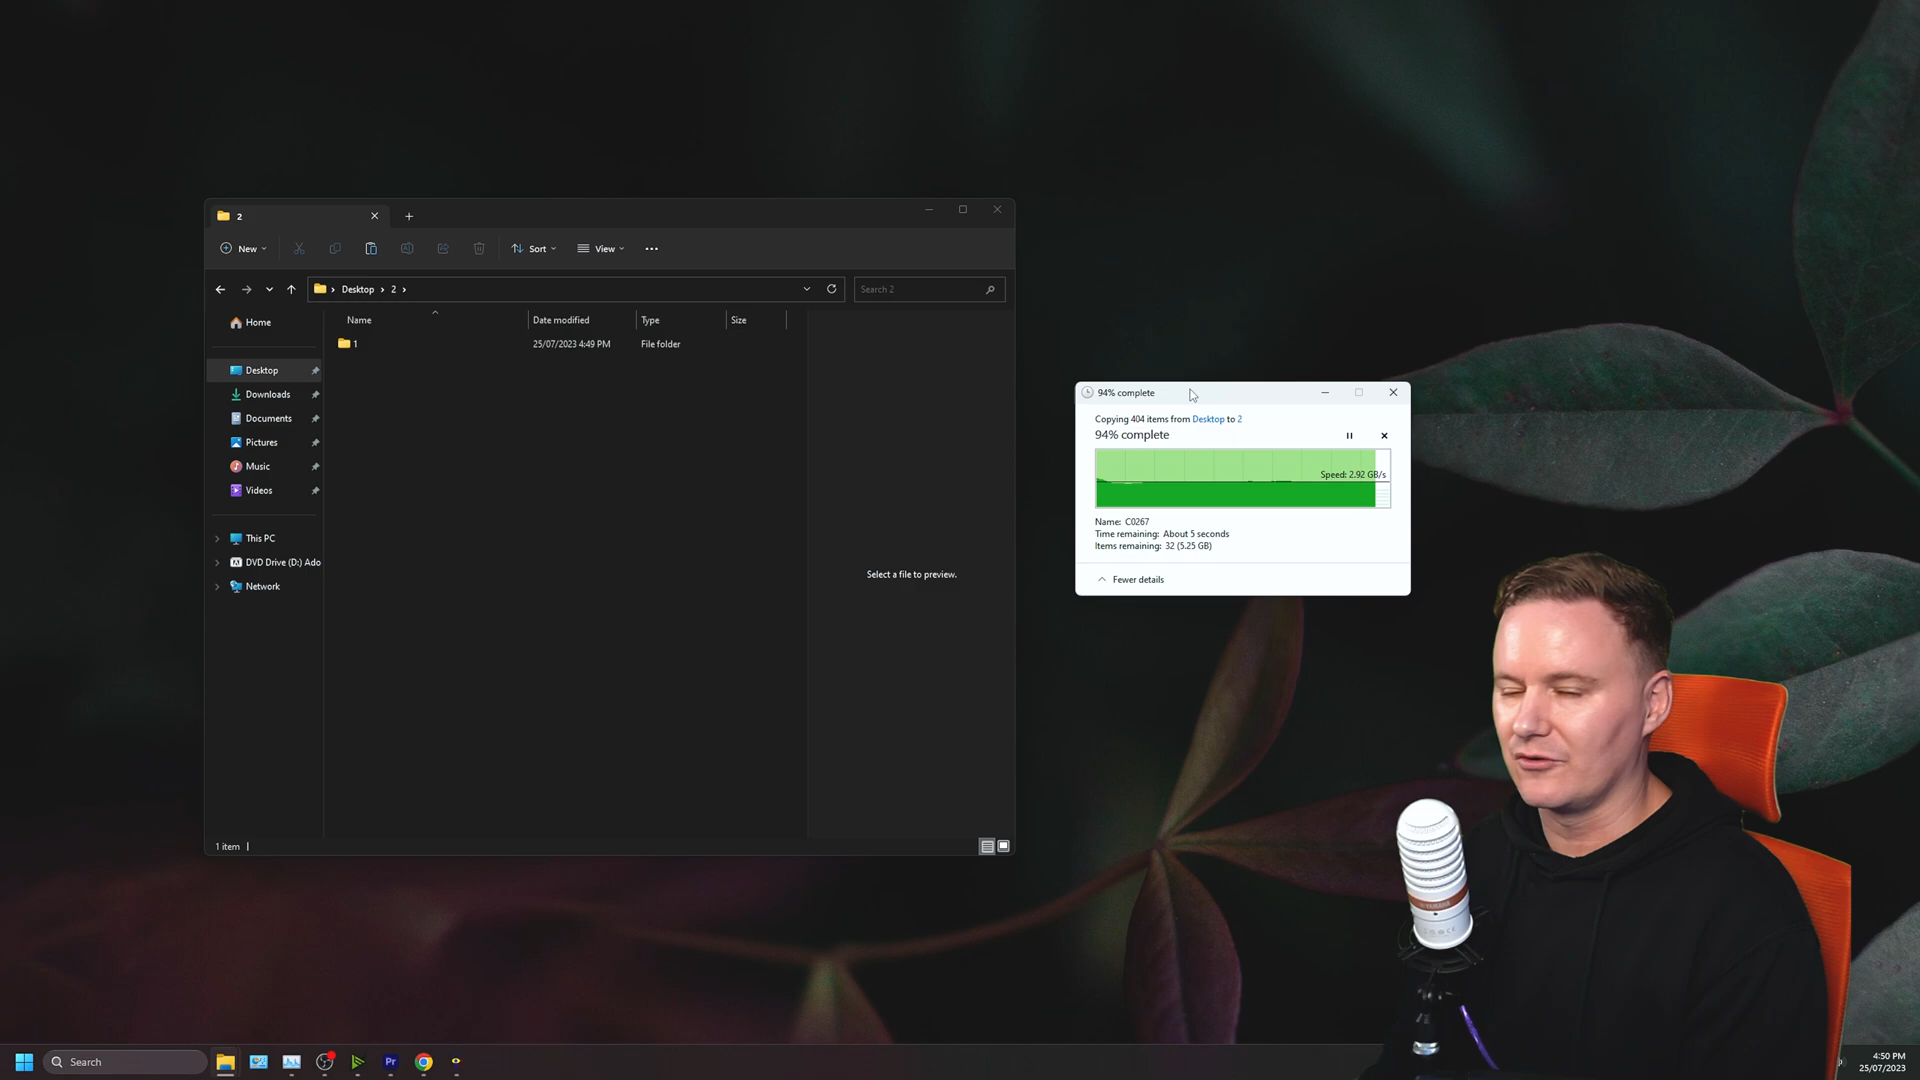 2
New
Sort
View
Desktop
2
Search 2
Home
Desktop
Downloads
Documents
Pictures
Music
Videos
This PC
DVD Drive (D:) Ado
Network
Name
Date modified
Type
Size
1
25/07/2023 4:49 PM
File folder
Select a file to preview.
1 item
94% complete
Copying 404 items from Desktop to 2
94% complete
Speed: 2.92 GB/s
Name: C0267
Time remaining: About 5 seconds
Items remaining: 32 (5.25 GB)
Fewer details
YAMAHA
Search
Pr
4:50 PM
25/07/2023